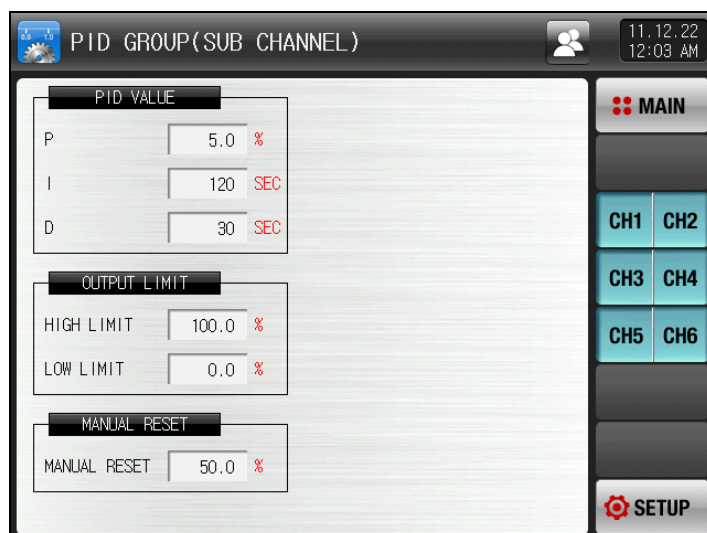 PID GROUP(SUB CHANNEL)
11.12.22
12:03 AM
PID VALUE
P 5.0 %
I 120 SEC
D 30 SEC
OUTPUT LIMIT
HIGH LIMIT 100.0 %
LOW LIMIT 0.0 %
MANUAL RESET
MANUAL RESET 50.0 %
MAIN
CH1 CH2
CH3 CH4
CH5 CH6
SETUP